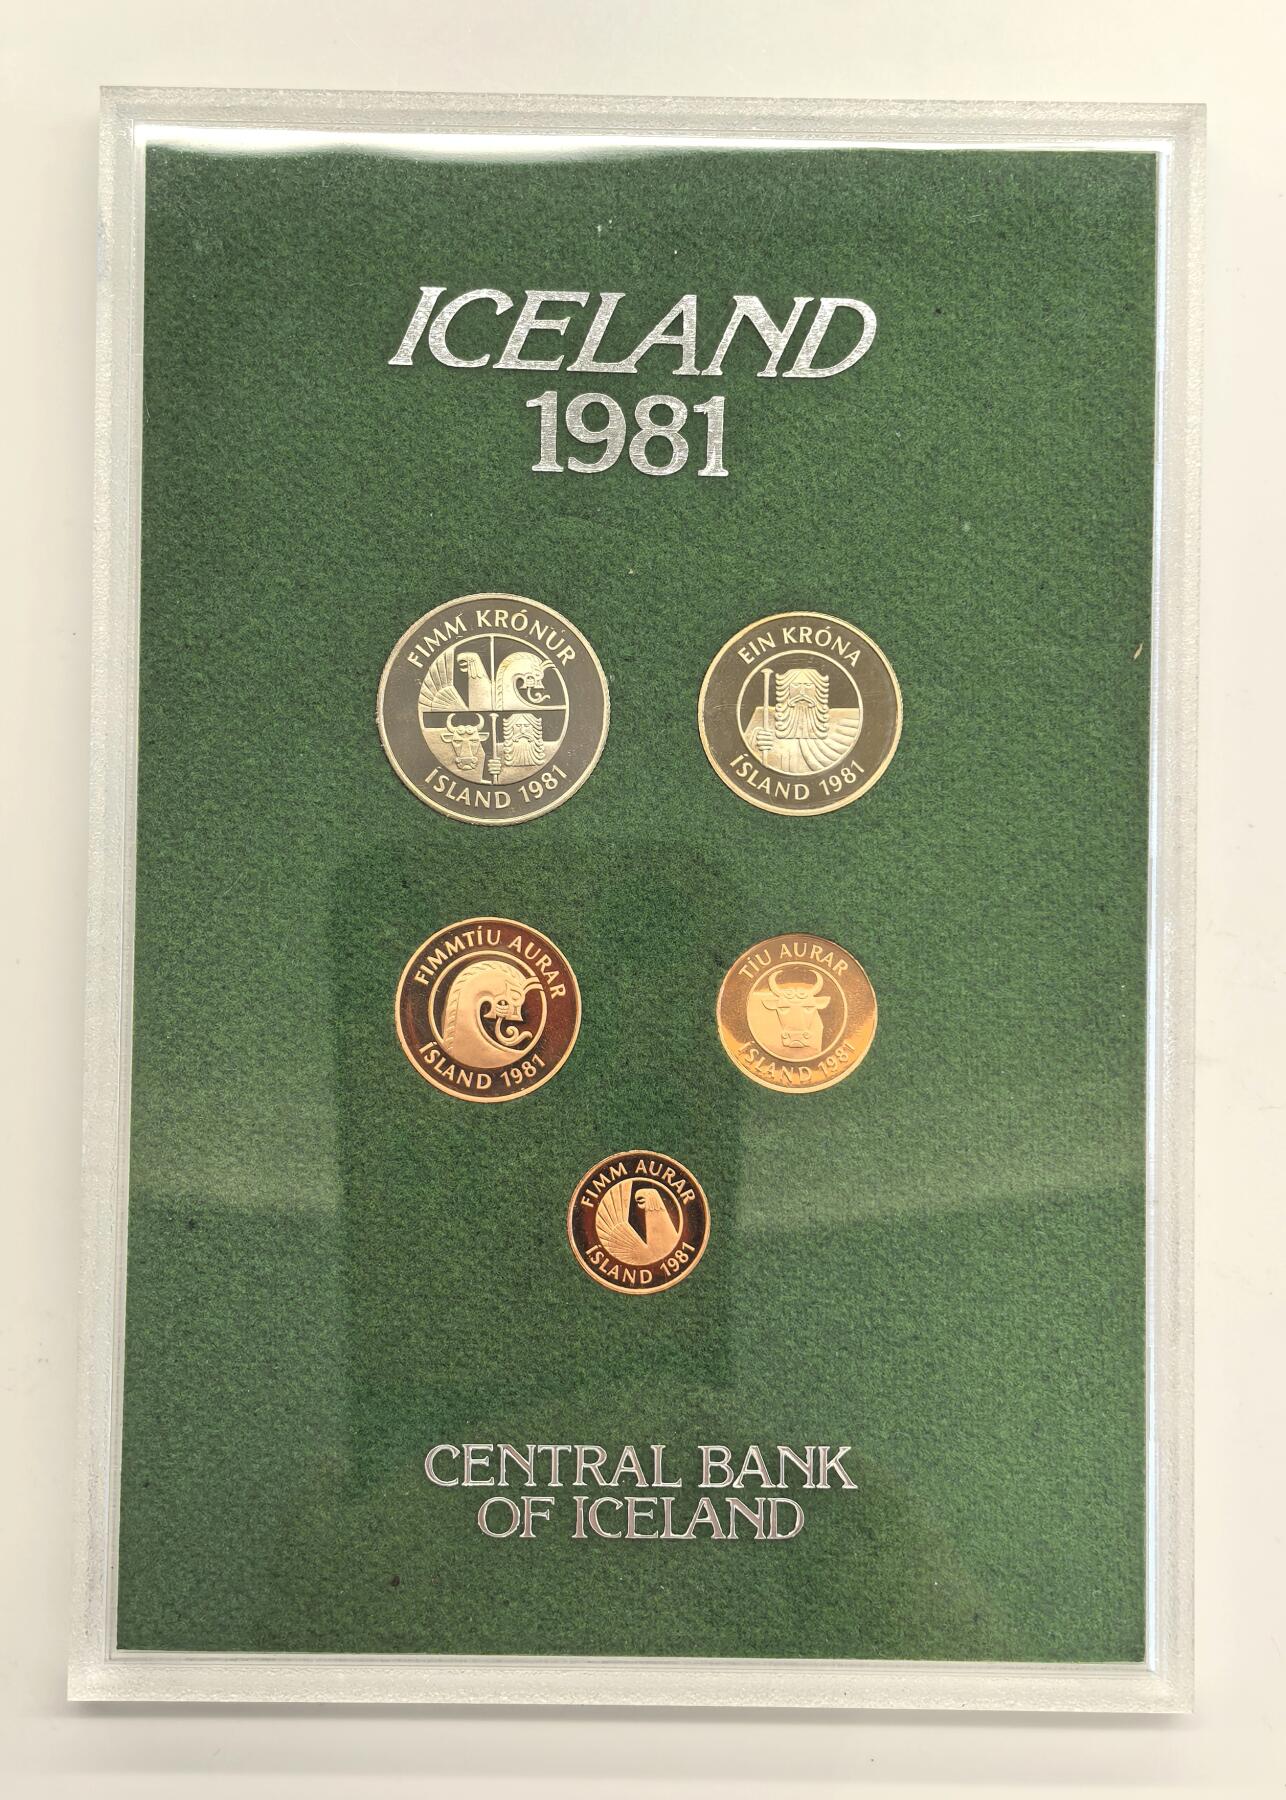 ICELAND
1981
FIMM KRÓNUR
ÍSLAND 1981
EIN KRÓNA
ÍSLAND 1981
FIMMTÍU AURAR
ÍSLAND 1981
TÍU AURAR
ÍSLAND 1981
FIMM AURAR
ÍSLAND 1981
CENTRAL BANK
OF ICELAND